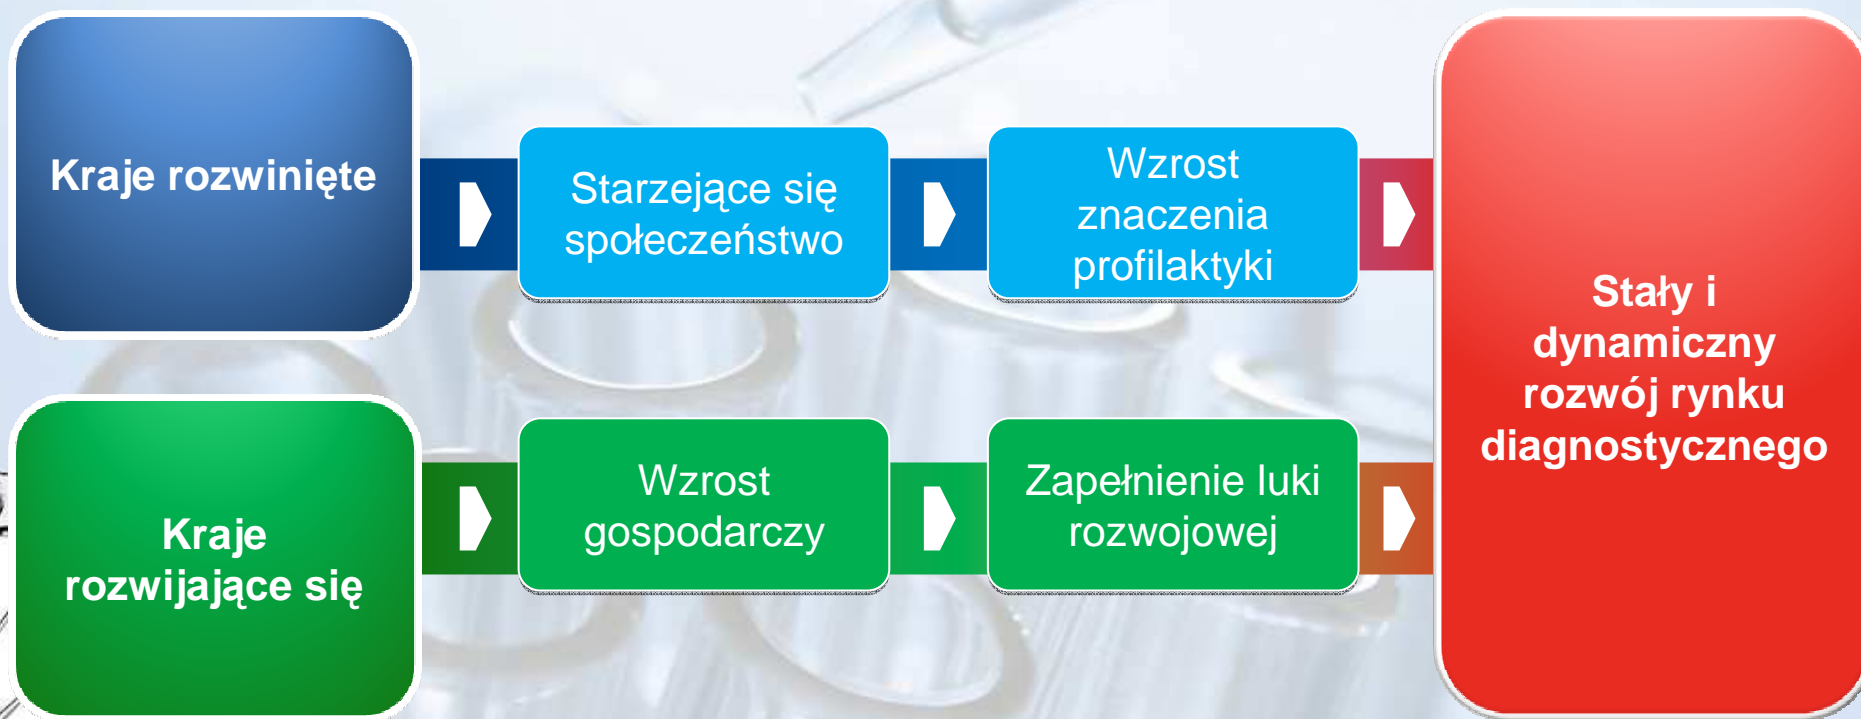 Kraje rozwinięte
Starzejące się
społeczeństwo
Wzrost
znaczenia
profilaktyki
Kraje
rozwijające się
Wzrost
gospodarczy
Zapełnienie luki
rozwojowej
Stały i
dynamiczny
rozwój rynku
diagnostycznego